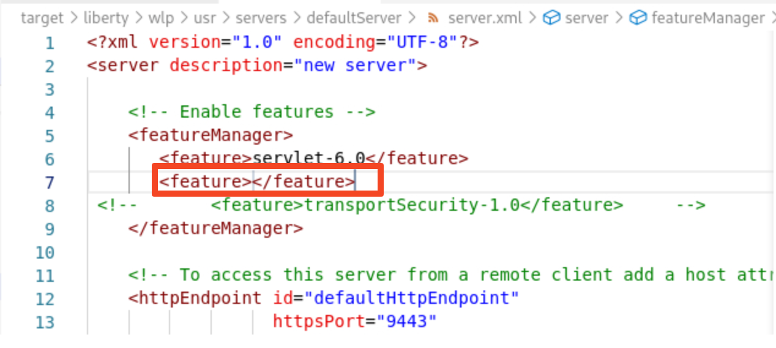 target > liberty > wlp > usr > servers > defaultServer > server.xml > server > featureManager >
1 <?xml version="1.0" encoding="UTF-8"?>
2 <server description="new server">
3
4 <!-- Enable features -->
5 <featureManager>
6 <feature>servlet-6.0</feature>
7 <feature></feature>
8 <!-- <feature>transportSecurity-1.0</feature> -->
9 </featureManager>
10
11 <!-- To access this server from a remote client add a host attr
12 <httpEndpoint id="defaultHttpEndpoint"
13 httpsPort="9443"